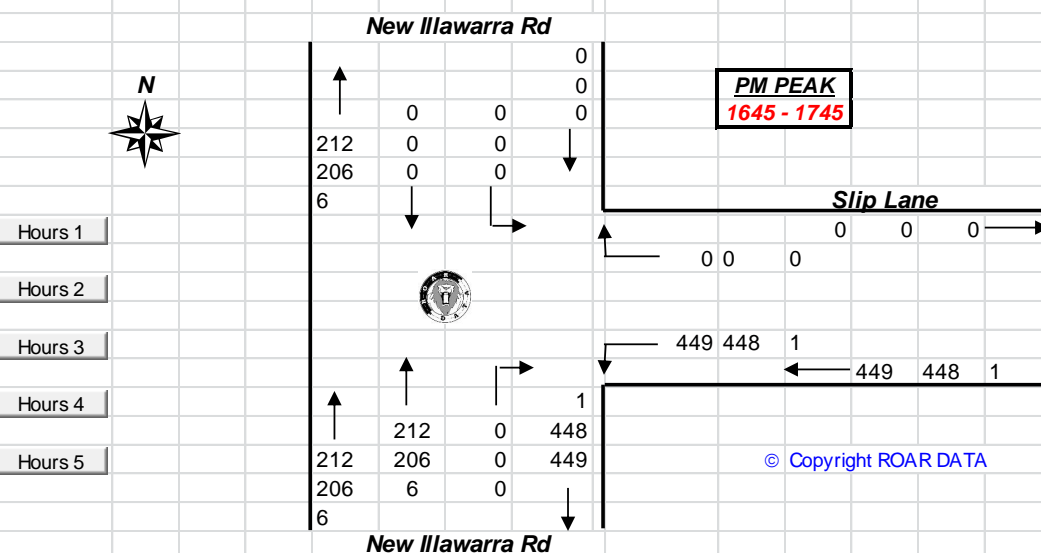 New Illawarra Rd
0
N 0 PM PEAK
0 0 0 1645 - 1745
212 0 0
206 0 0
6 Slip Lane
Hours 1 0 0 0
0 0 0
Hours 2
Hours 3 449 448 1
449 448 1
Hours 4 1
212 0 448
Hours 5 212 206 0 449 © Copyright ROAR DATA
206 6 0
6
New Illawarra Rd